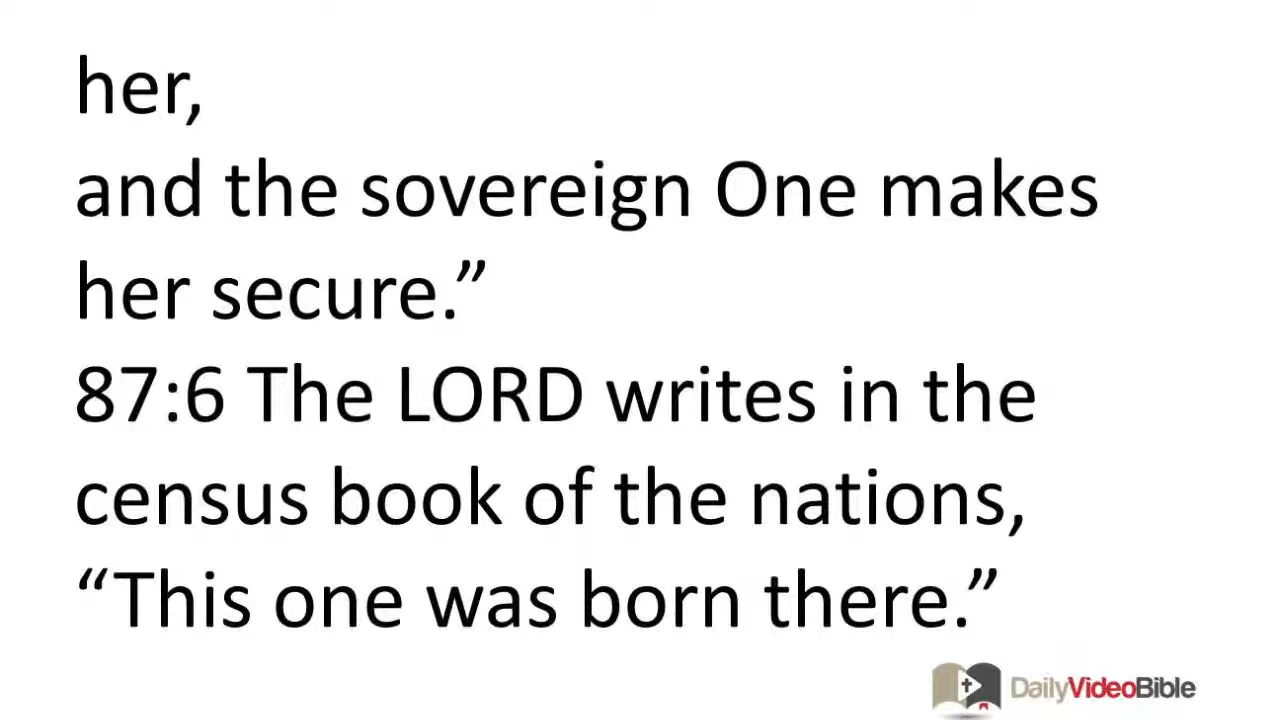 her,
and the sovereign One makes
her secure.”
87:6 The LORD writes in the
census book of the nations,
“This one was born there.”
DailyVideoBible